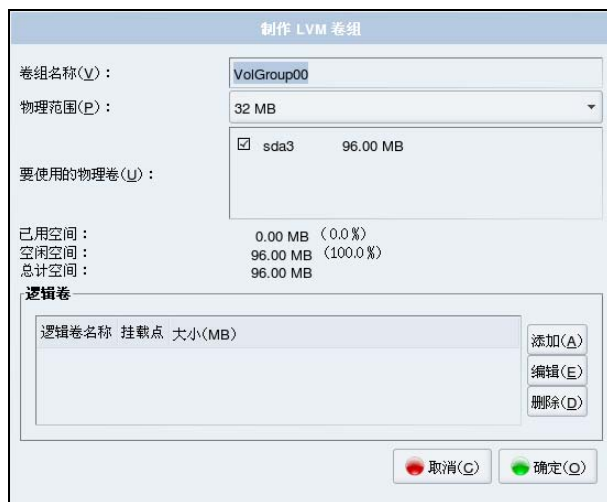 制作 LVM 卷组
卷组名称(V)： VolGroup00
物理范围(P)： 32 MB
要使用的物理卷(U)： sda3 96.00 MB
已用空间： 0.00 MB (0.0%)
空闲空间： 96.00 MB (100.0%)
总计空间： 96.00 MB
逻辑卷
逻辑卷名称 挂载点 大小(MB)
添加(A)
编辑(E)
删除(D)
取消(C) 确定(O)